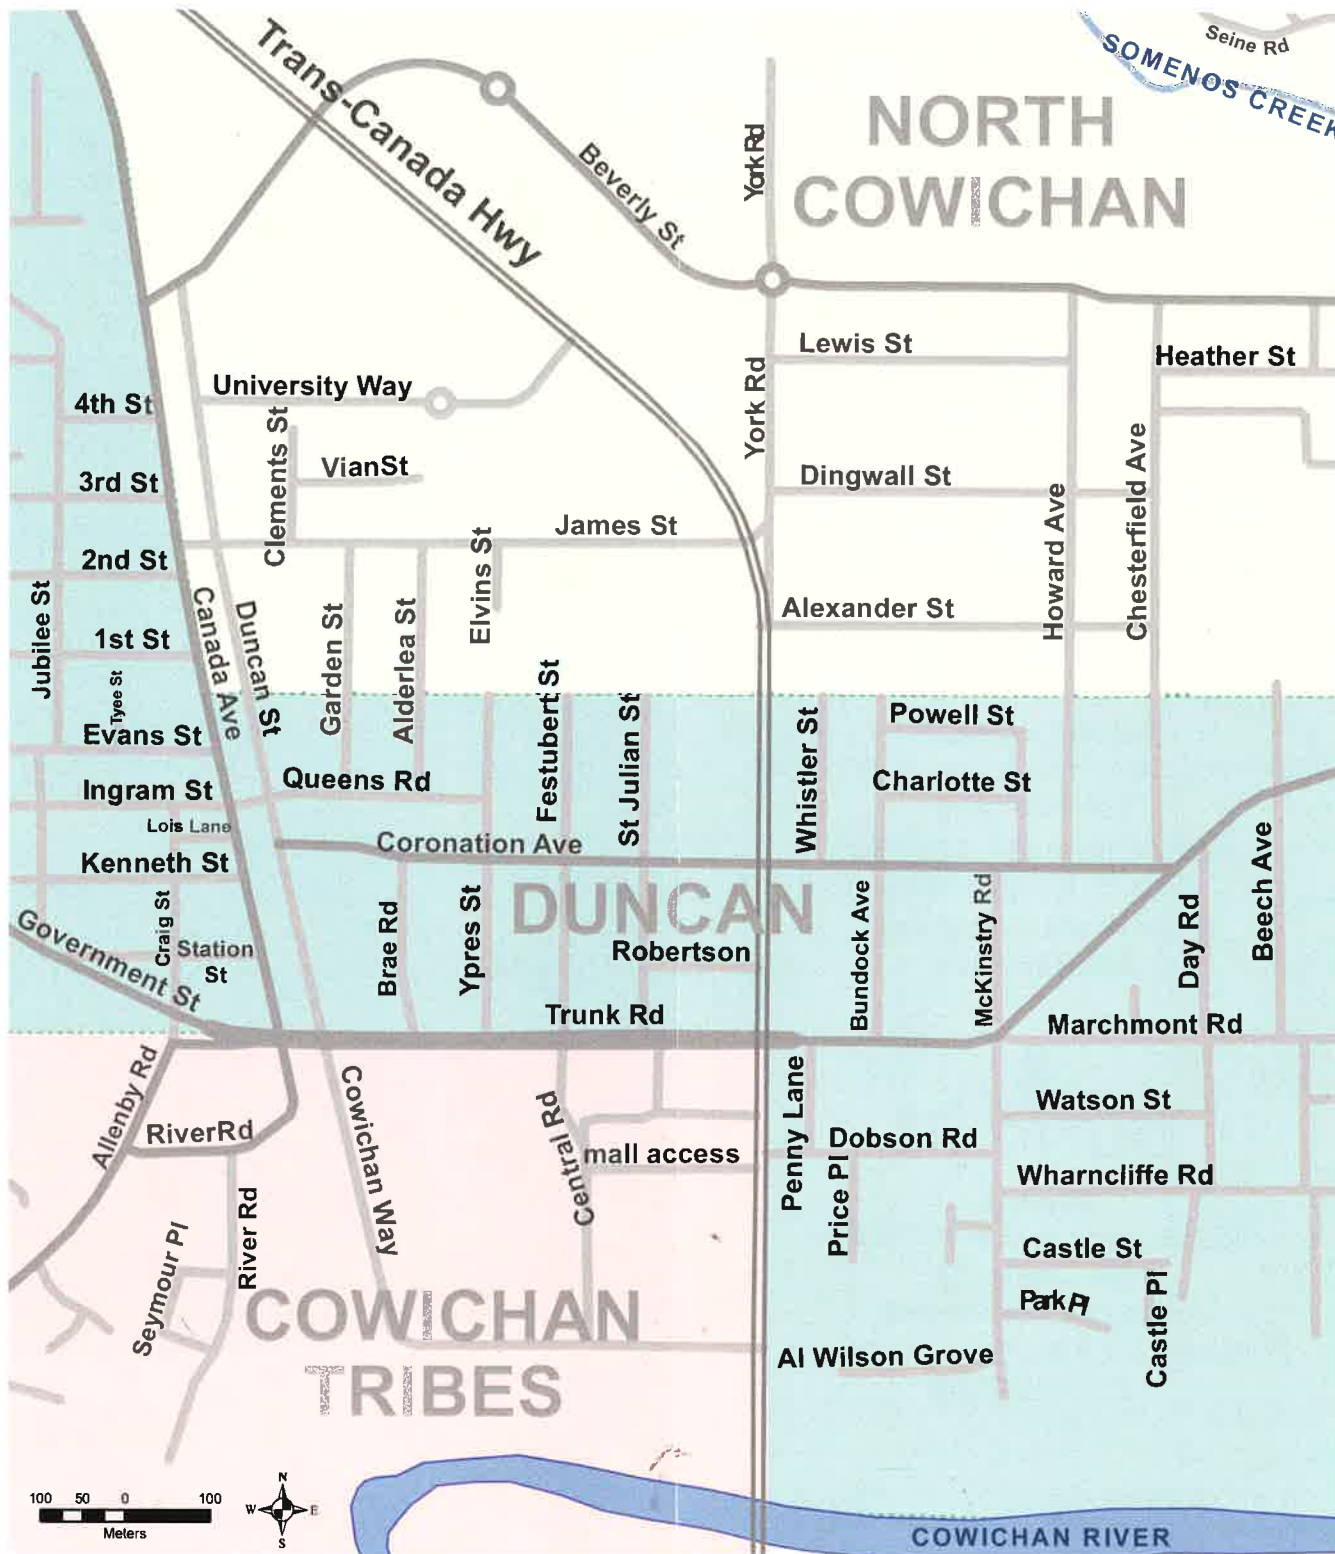 Seine Rd
SOMENOS CREEK
Trans-Canada Hwy
NORTH
COWICHAN
York Rd
Beverly St
Lewis St
Heather St
York Rd
University Way
4th St
Clements St
Vian St
3rd St
Dingwall St
Howard Ave
Chesterfield Ave
James St
2nd St
Elvins St
Jubilee St
Canada Ave
Duncan St
Garden St
Alderlea St
Alexander St
1st St
Tyee St
Evans St
Festubert St
St Julian St
Whistler St
Powell St
Ingram St
Queens Rd
Charlotte St
Lois Lane
Coronation Ave
Kenneth St
DUNCAN
Beech Ave
Craig St
Station
St
Brae Rd
Ypres St
Robertson
Bundock Ave
McKinstry Rd
Day Rd
Government St
Trunk Rd
Marchmont Rd
Allenby Rd
River Rd
Cowichan Way
Central Rd
mall access
Penny Lane
Dobson Rd
Watson St
Price Pl
Wharncliffe Rd
River Rd
Seymour Pl
Castle St
Park Pl
Castle Pl
COWICHAN
TRIBES
Al Wilson Grove
100 50 0 100
Meters
N
W E
S
COWICHAN RIVER